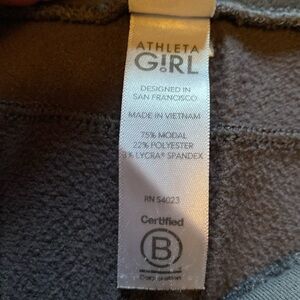 ATHLETA
GIRL
DESIGNED IN
SAN FRANCISCO
MADE IN VIETNAM
75% MODAL
22% POLYESTER
3% LYCRA® SPANDEX
RN 54023
Certified
B
Corporation